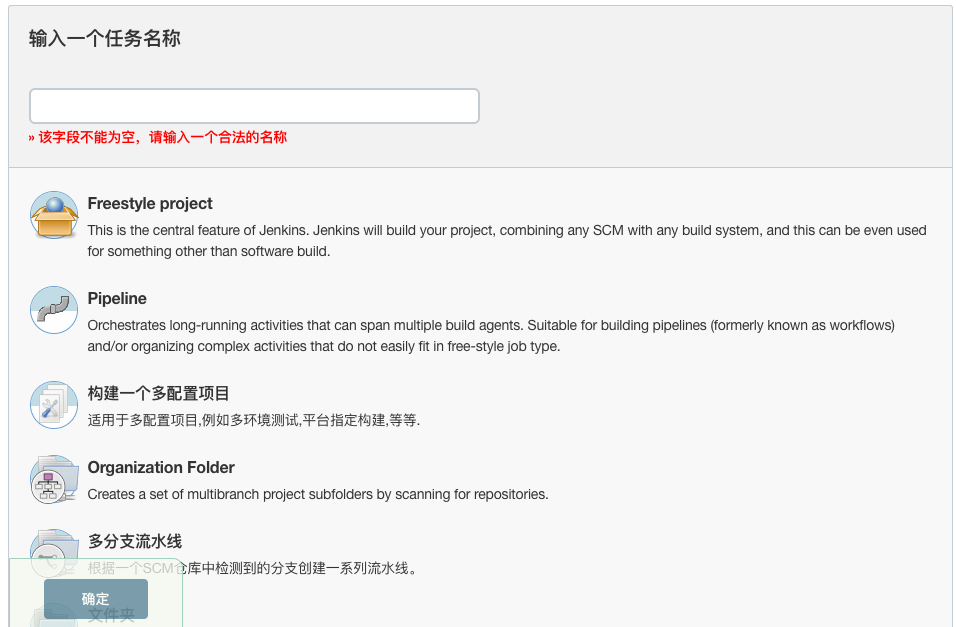 输入一个任务名称
» 该字段不能为空，请输入一个合法的名称
Freestyle project
This is the central feature of Jenkins. Jenkins will build your project, combining any SCM with any build system, and this can be even used
for something other than software build.
Pipeline
Orchestrates long-running activities that can span multiple build agents. Suitable for building pipelines (formerly known as workflows)
and/or organizing complex activities that do not easily fit in free-style job type.
构建一个多配置项目
适用于多配置项目,例如多环境测试,平台指定构建,等等.
Organization Folder
Creates a set of multibranch project subfolders by scanning for repositories.
多分支流水线
根据一个SCM仓库中检测到的分支创建一系列流水线。
确定
文件夹